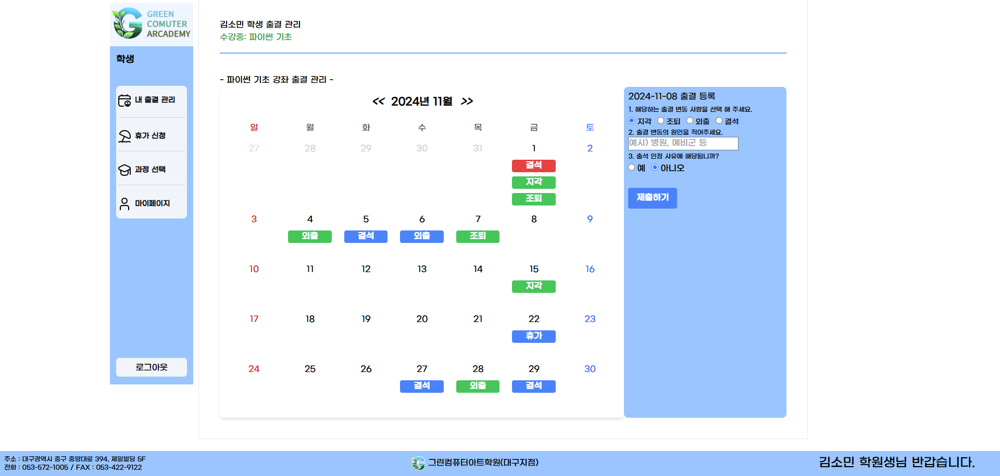 GREEN
COMUTER
ARCADEMY
학생
내 출결 관리
휴가 신청
과정 선택
마이페이지
로그아웃
김소민 학생 출결 관리
수강중: 파이썬 기초
- 파이썬 기초 강좌 출결 관리 -
<< 2024년 11월 >>
일 월 화 수 목 금 토
27 28 29 30 31 1 2
결석
지각
조퇴
3 4 5 6 7 8 9
외출 결석 외출 조퇴
10 11 12 13 14 15 16
지각
17 18 19 20 21 22 23
휴가
24 25 26 27 28 29 30
결석 외출 결석
2024-11-08 출결 등록
1. 해당하는 출결 변동 사항을 선택 해 주세요.
지각 조퇴 외출 결석
2. 출결 변동의 원인을 적어주세요.
예시) 병원, 예비군 등
3. 출석 인정 사유에 해당됩니까?
예 아니오
제출하기
주소 : 대구광역시 중구 중앙대로 394, 제일빌딩 5F
전화 : 053-572-1005 / FAX : 053-422-9122
그린컴퓨터아트학원(대구지점)
김소민 학원생님 반갑습니다.